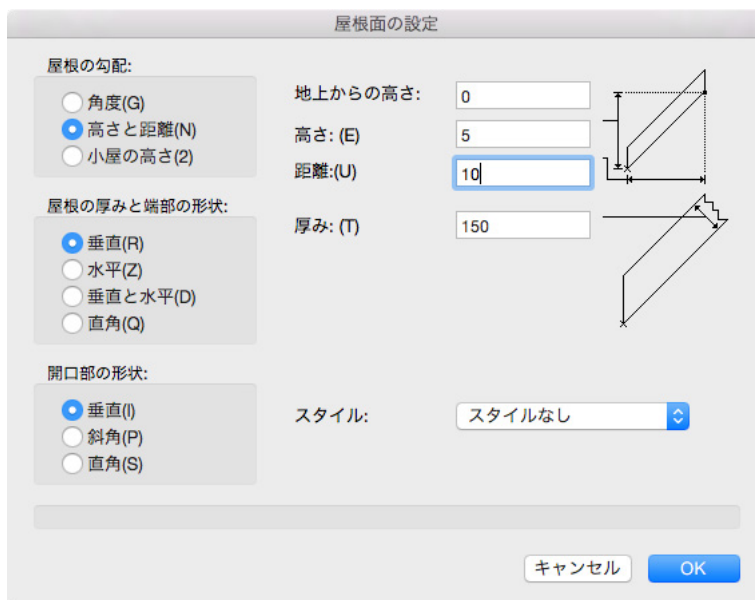 屋根面の設定
屋根の勾配:
角度(G)
高さと距離(N)
小屋の高さ(2)
地上からの高さ: 0
高さ: (E) 5
距離:(U) 10
屋根の厚みと端部の形状:
垂直(R)
水平(Z)
垂直と水平(D)
直角(Q)
厚み: (T) 150
開口部の形状:
垂直(I)
斜角(P)
直角(S)
スタイル: スタイルなし
キャンセル OK